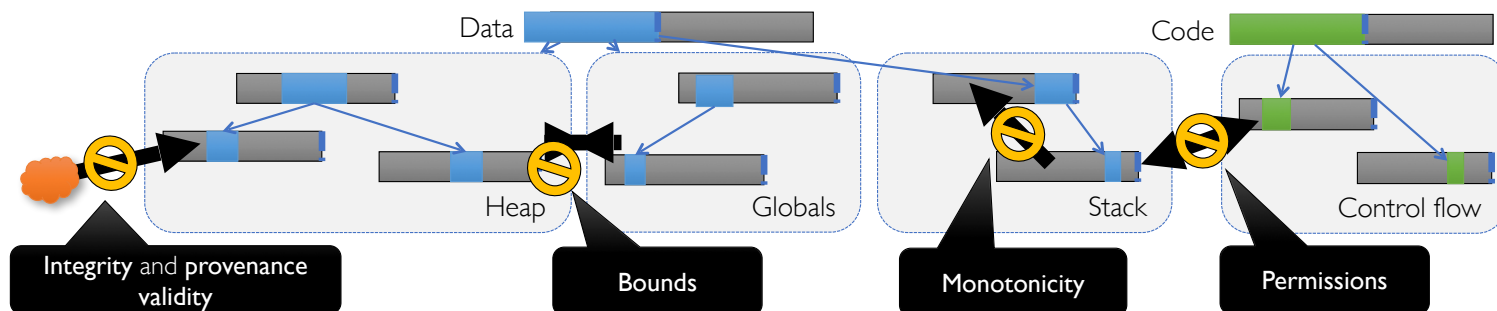 Data
Code
Heap
Globals
Stack
Control flow
Integrity and provenance
validity
Bounds
Monotonicity
Permissions